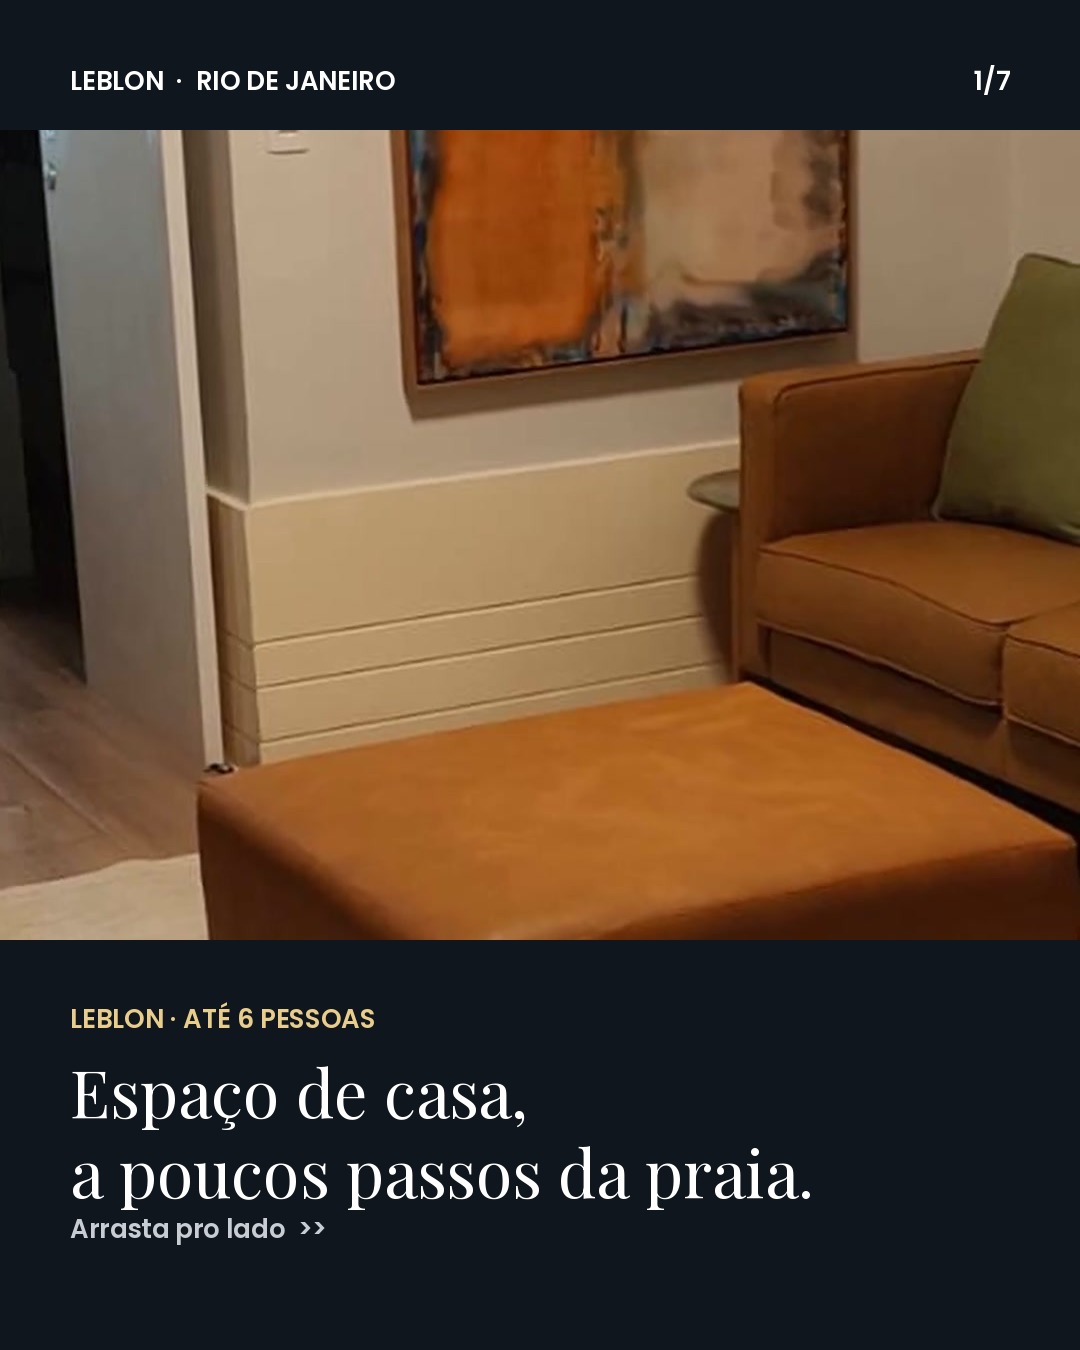 LEBLON · RIO DE JANEIRO
1/7
LEBLON · ATÉ 6 PESSOAS
Espaço de casa,
a poucos passos da praia.
Arrasta pro lado >>